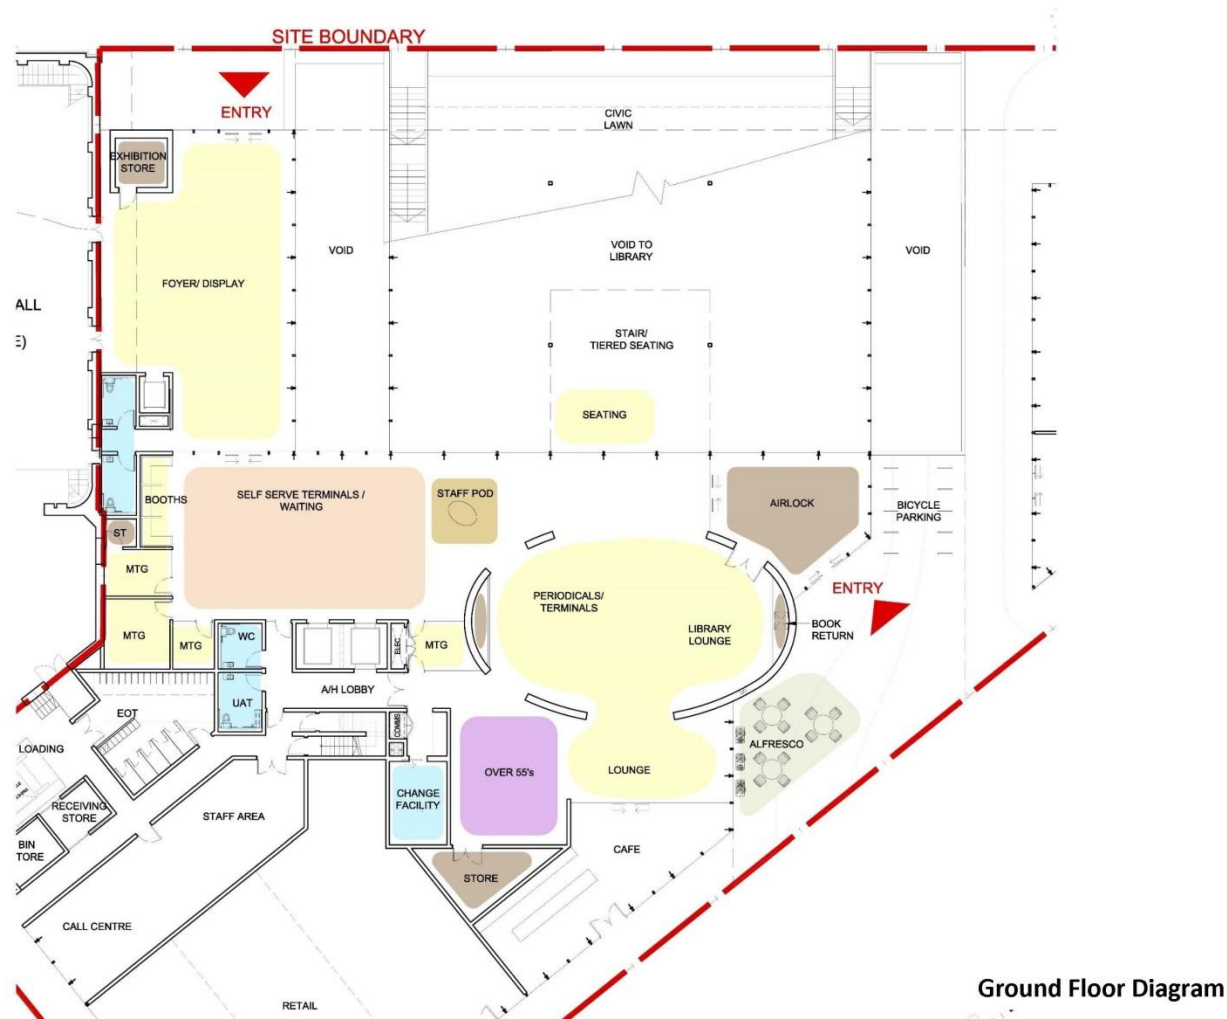 SITE BOUNDARY
ENTRY
CIVIC
LAWN
EXHIBITION
STORE
VOID
VOID TO
LIBRARY
VOID
FOYER/ DISPLAY
ALL
E)
STAIR/
TIERED SEATING
SEATING
BOOTHS
SELF SERVE TERMINALS /
WAITING
STAFF POD
AIRLOCK
BICYCLE
PARKING
ST
MTG
ENTRY
PERIODICALS/
TERMINALS
LIBRARY
LOUNGE
BOOK
RETURN
MTG
MTG
WC
ELEC
MTG
A/H LOBBY
UAT
EOT
COMMS
LOADING
ALFRESCO
OVER 55's
LOUNGE
CHANGE
FACILITY
RECEIVING
STORE
STAFF AREA
BIN
TORE
CAFE
STORE
CALL CENTRE
RETAIL
Ground Floor Diagram